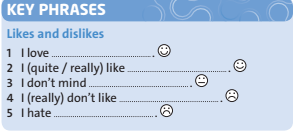 KEY PHRASES
Likes and dislikes
1 I love .............................. . ☺
2 I (quite / really) like .............................. . ☺
3 I don't mind .............................. . 😐
4 I (really) don't like .............................. . ☹
5 I hate .............................. . ☹